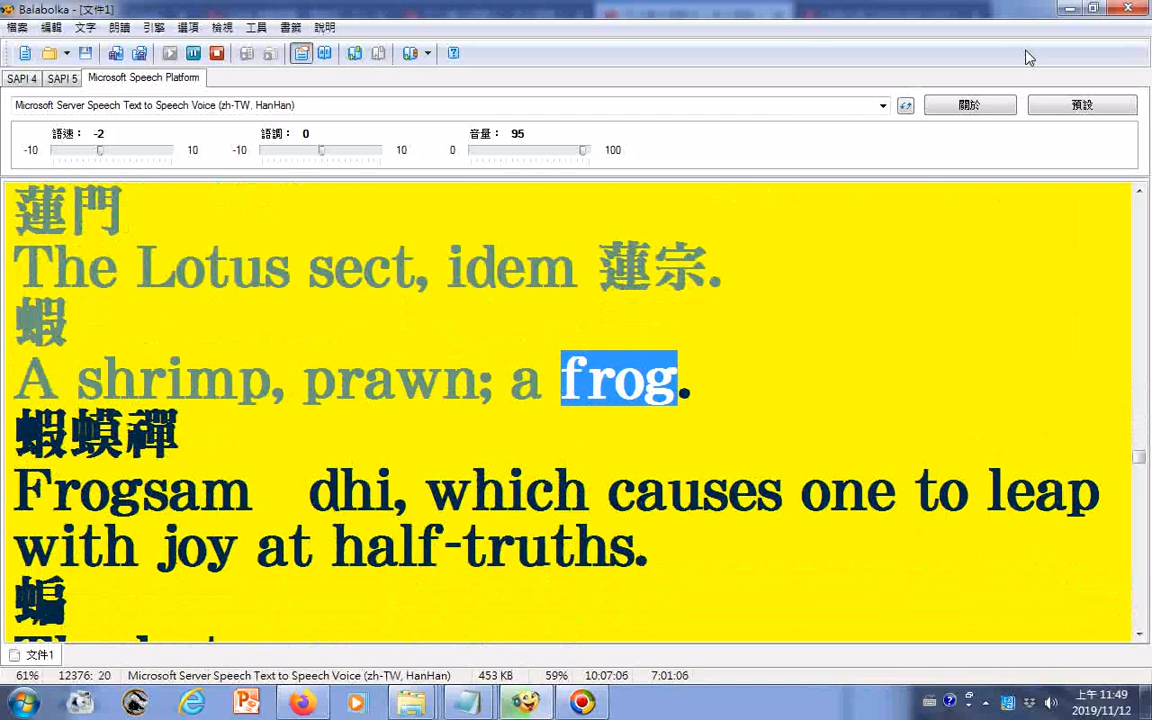 Balabolka - [文件1]
檔案 編輯 文字 朗讀 引擎 選項 檢視 工具 書籤 說明
SAPI 4 SAPI 5 Microsoft Speech Platform
Microsoft Server Speech Text to Speech Voice (zh-TW, HanHan) 關於 預設
語速： -2 語調： 0 音量： 95
-10 10 -10 10 0 100
蓮門
The Lotus sect, idem 蓮宗.
蝦
A shrimp, prawn; a frog.
蝦蟆禪
Frogsam dhi, which causes one to leap
with joy at half-truths.
蝙
文件1
61% 12376: 20 Microsoft Server Speech Text to Speech Voice (zh-TW, HanHan) 453 KB 59% 10:07:06 7:01:06
上午 11:49
2019/11/12